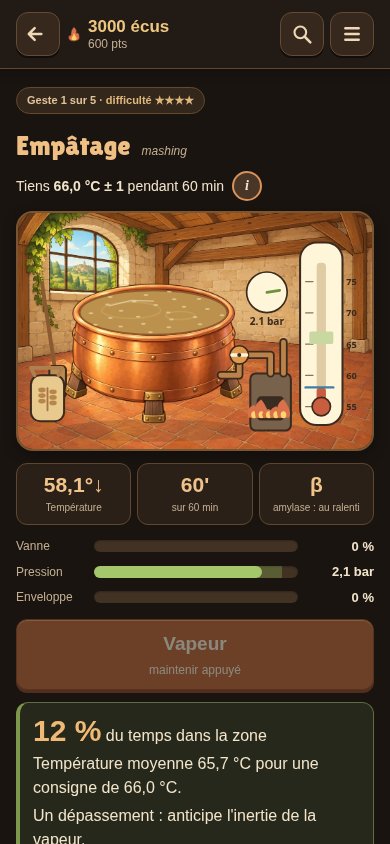 3000 écus
600 pts
Geste 1 sur 5 · difficulté ★★★★
Empâtage mashing
Tiens 66,0 °C ± 1 pendant 60 min i
2.1 bar
75
70
65
60
55
58,1°↓
Température
60'
sur 60 min
β
amylase : au ralenti
Vanne 0 %
Pression 2,1 bar
Enveloppe 0 %
Vapeur
maintenir appuyé
12 % du temps dans la zone
Température moyenne 65,7 °C pour une
consigne de 66,0 °C.
Un dépassement : anticipe l'inertie de la
vapeur.